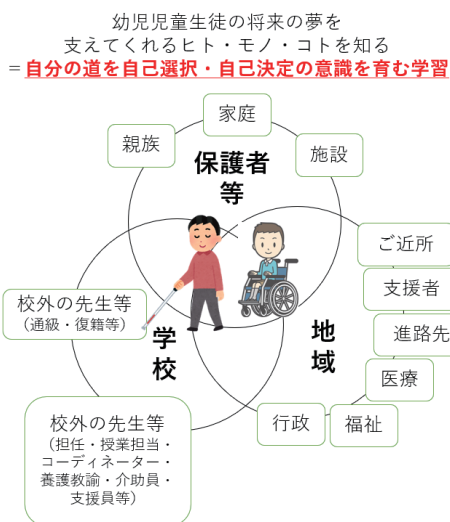 幼児児童生徒の将来の夢を
支えてくれるヒト・モノ・コトを知る
＝自分の道を自己選択・自己決定の意識を育む学習
家庭
親族
施設
保護者
等
ご近所
支援者
進路先
医療
福祉
行政
地
域
学
校
校外の先生等
（通級・復籍等）
校外の先生等
（担任・授業担当・
コーディネーター・
養護教諭・介助員・
支援員等）